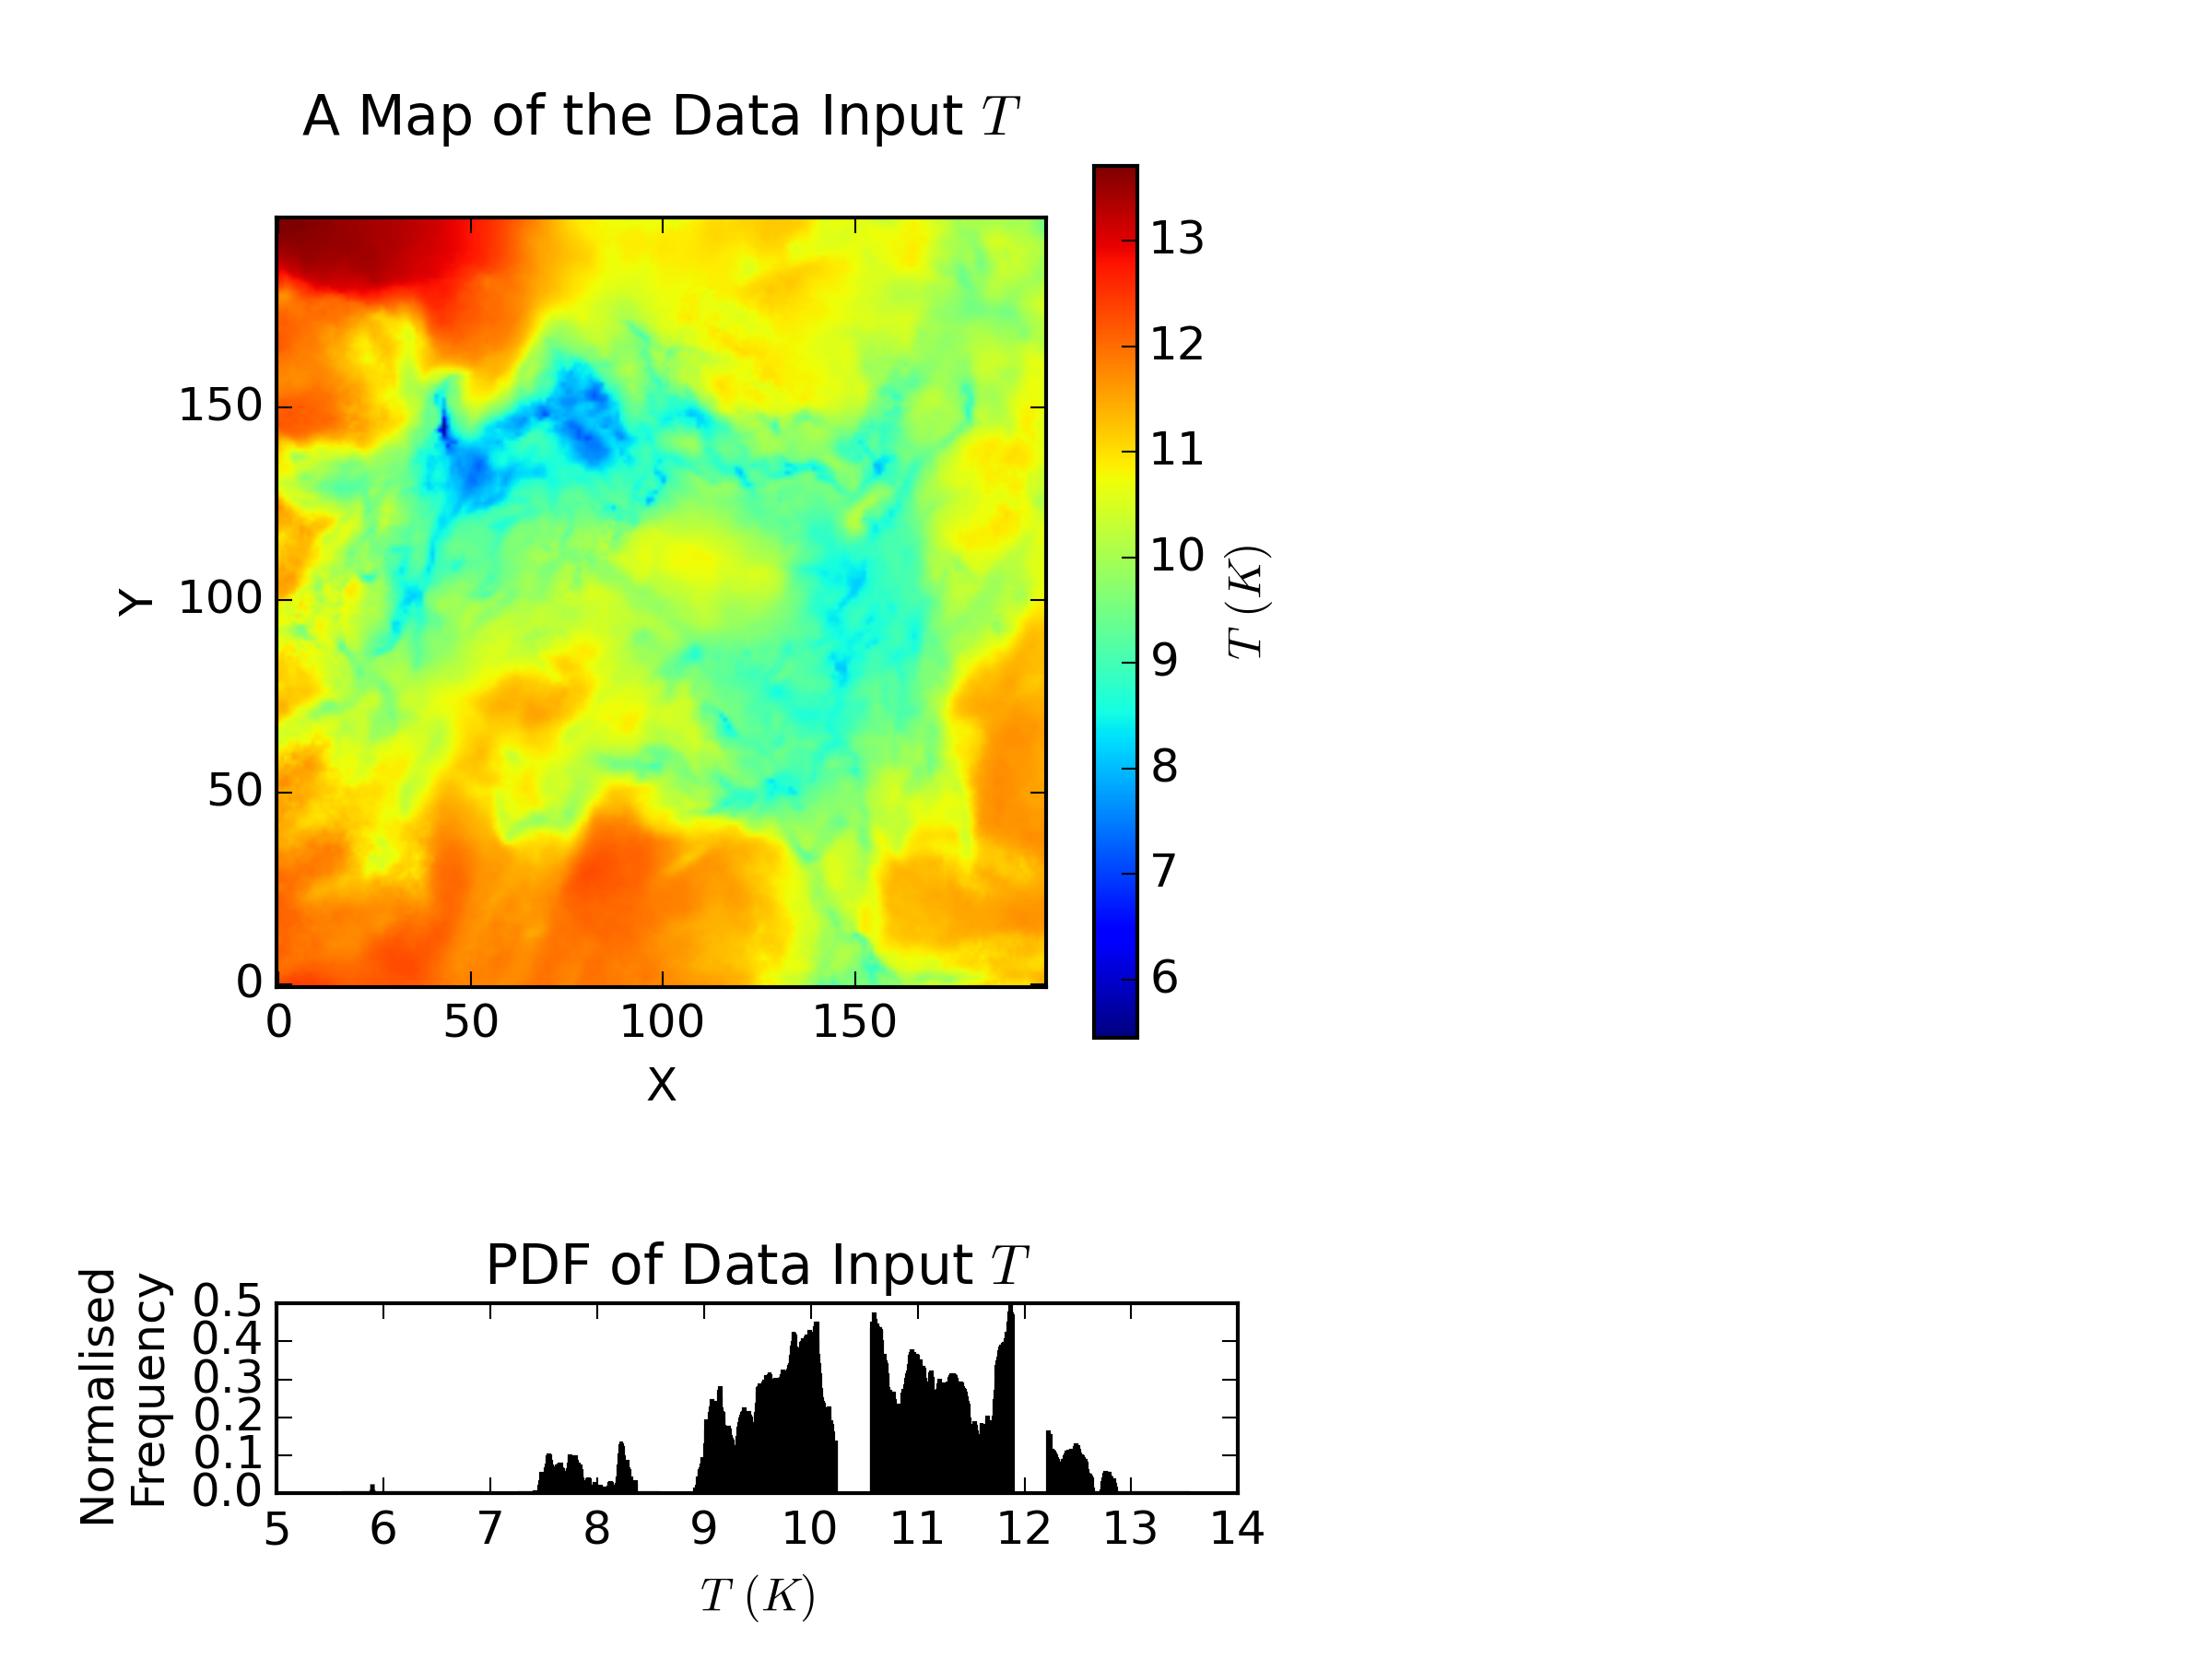 A Map of the Data Input T
13
12
11
10
9
8
7
6
T (K)
150
100
50
0
Y
0 50 100 150
X
PDF of Data Input T
Normalised
Frequency
0.5
0.4
0.3
0.2
0.1
0.0
5 6 7 8 9 10 11 12 13 14
T (K)